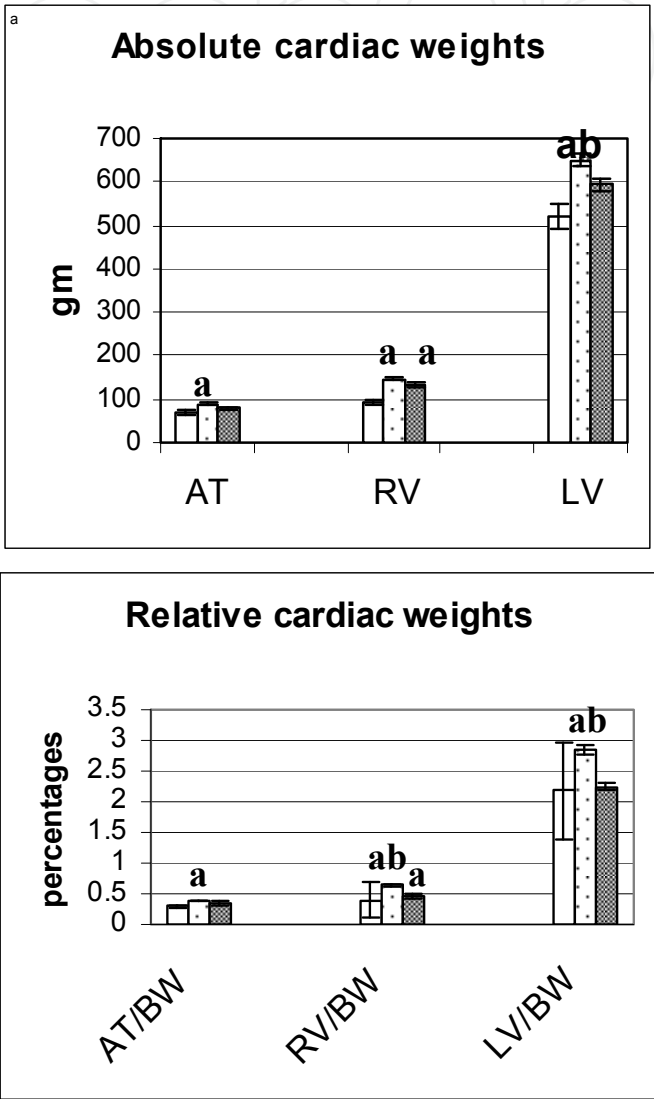 a
Absolute cardiac weights
700
600
500
400
300
200
100
0
gm
a
a a
ab
AT RV LV
Relative cardiac weights
3.5
3
2.5
2
1.5
1
0.5
0
percentages
a
ab
a
ab
AT/BW RV/BW LV/BW